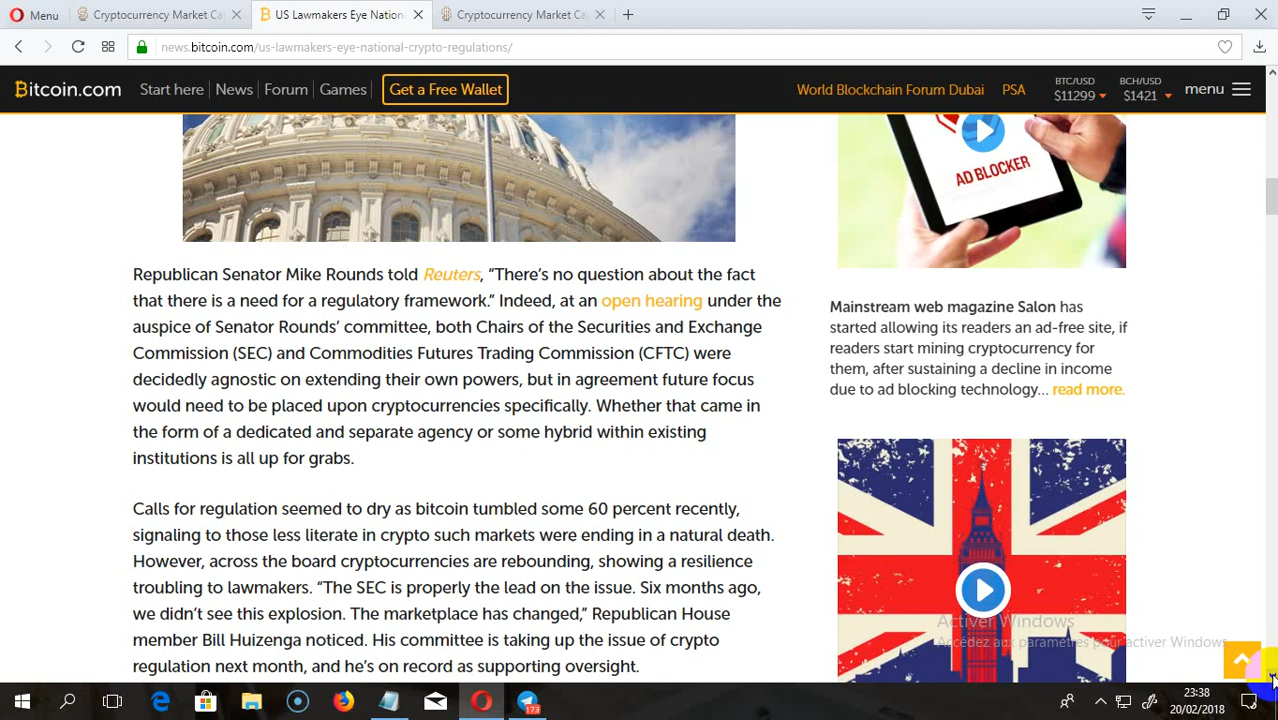 Menu
Cryptocurrency Market Ca
US Lawmakers Eye Nation
Cryptocurrency Market Ca
news.bitcoin.com/us-lawmakers-eye-national-crypto-regulations/
Bitcoin.com
Start here
News
Forum
Games
Get a Free Wallet
World Blockchain Forum Dubai
PSA
BTC/USD
$11299
BCH/USD
$1421
menu
AD BLOCKER
Republican Senator Mike Rounds told Reuters, “There’s no question about the fact
that there is a need for a regulatory framework.” Indeed, at an open hearing under the
auspice of Senator Rounds’ committee, both Chairs of the Securities and Exchange
Commission (SEC) and Commodities Futures Trading Commission (CFTC) were
decidedly agnostic on extending their own powers, but in agreement future focus
would need to be placed upon cryptocurrencies specifically. Whether that came in
the form of a dedicated and separate agency or some hybrid within existing
institutions is all up for grabs.
Calls for regulation seemed to dry as bitcoin tumbled some 60 percent recently,
signaling to those less literate in crypto such markets were ending in a natural death.
However, across the board cryptocurrencies are rebounding, showing a resilience
troubling to lawmakers. “The SEC is properly the lead on the issue. Six months ago,
we didn’t see this explosion. The marketplace has changed,” Republican House
member Bill Huizenga noticed. His committee is taking up the issue of crypto
regulation next month, and he’s on record as supporting oversight.
Mainstream web magazine Salon has
started allowing its readers an ad-free site, if
readers start mining cryptocurrency for
them, after sustaining a decline in income
due to ad blocking technology... read more.
Activer Windows
Accédez aux paramètres pour activer Windows.
173
23:38
20/02/2018